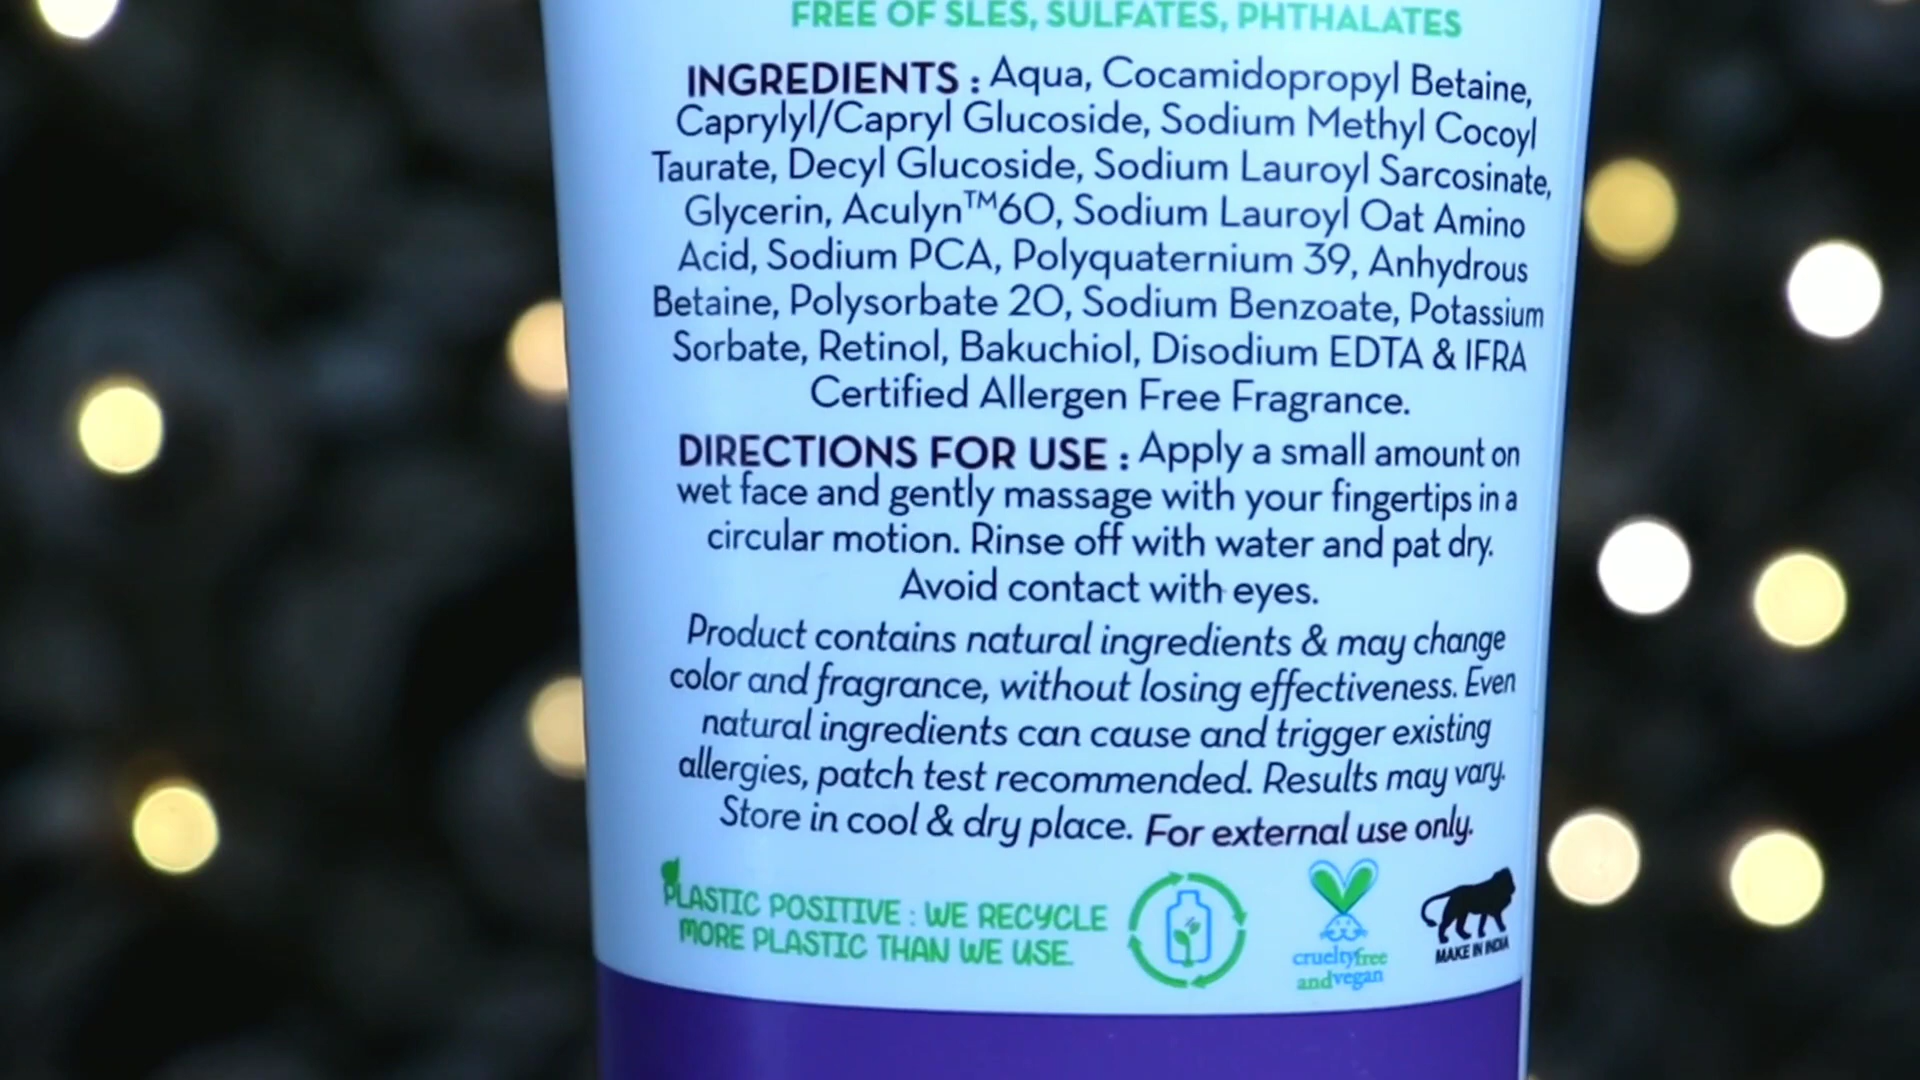 FREE OF SLES, SULFATES, PHTHALATES
INGREDIENTS : Aqua, Cocamidopropyl Betaine,
Caprylyl/Capryl Glucoside, Sodium Methyl Cocoyl
Taurate, Decyl Glucoside, Sodium Lauroyl Sarcosinate,
Glycerin, Aculyn™60, Sodium Lauroyl Oat Amino
Acid, Sodium PCA, Polyquaternium 39, Anhydrous
Betaine, Polysorbate 20, Sodium Benzoate, Potassium
Sorbate, Retinol, Bakuchiol, Disodium EDTA & IFRA
Certified Allergen Free Fragrance.
DIRECTIONS FOR USE : Apply a small amount on
wet face and gently massage with your fingertips in a
circular motion. Rinse off with water and pat dry.
Avoid contact with eyes.
Product contains natural ingredients & may change
color and fragrance, without losing effectiveness. Even
natural ingredients can cause and trigger existing
allergies, patch test recommended. Results may vary.
Store in cool & dry place. For external use only.
PLASTIC POSITIVE : WE RECYCLE
MORE PLASTIC THAN WE USE.
crueltyfree
andvegan
MAKE IN INDIA